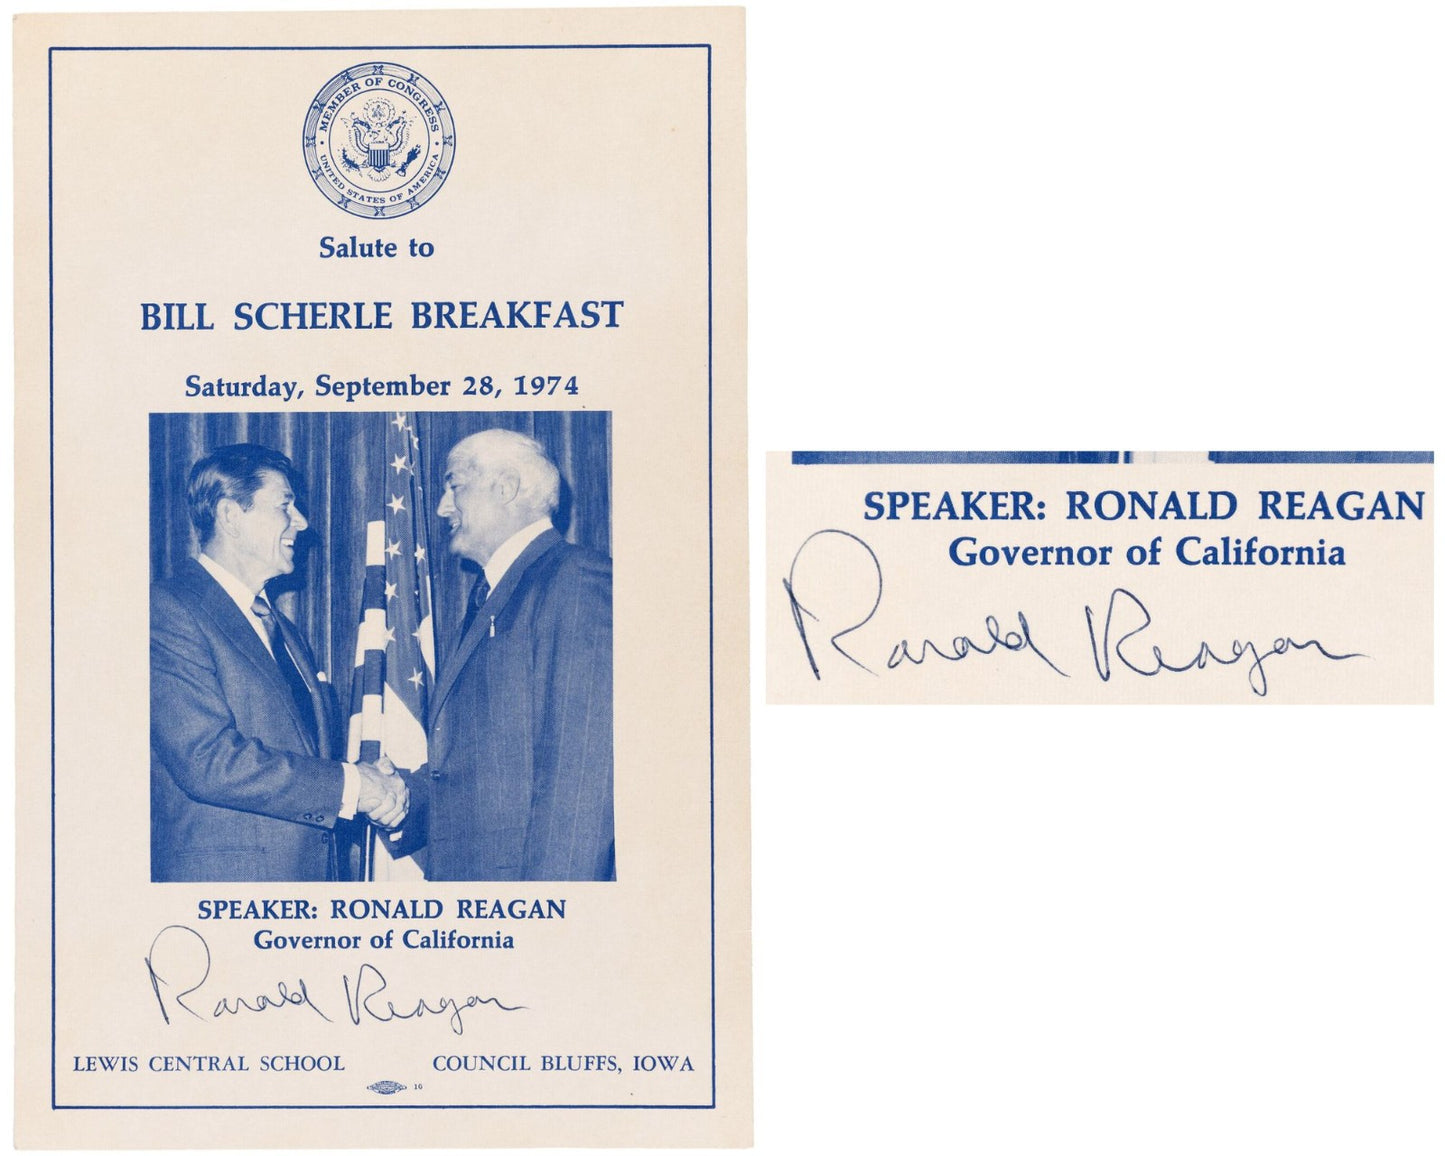 MEMBER OF CONGRESS
UNITED STATES OF AMERICA
Salute to
BILL SCHERLE BREAKFAST
Saturday, September 28, 1974
SPEAKER: RONALD REAGAN
Governor of California
Ronald Reagan
LEWIS CENTRAL SCHOOL COUNCIL BLUFFS, IOWA
16
SPEAKER: RONALD REAGAN
Governor of California
Ronald Reagan